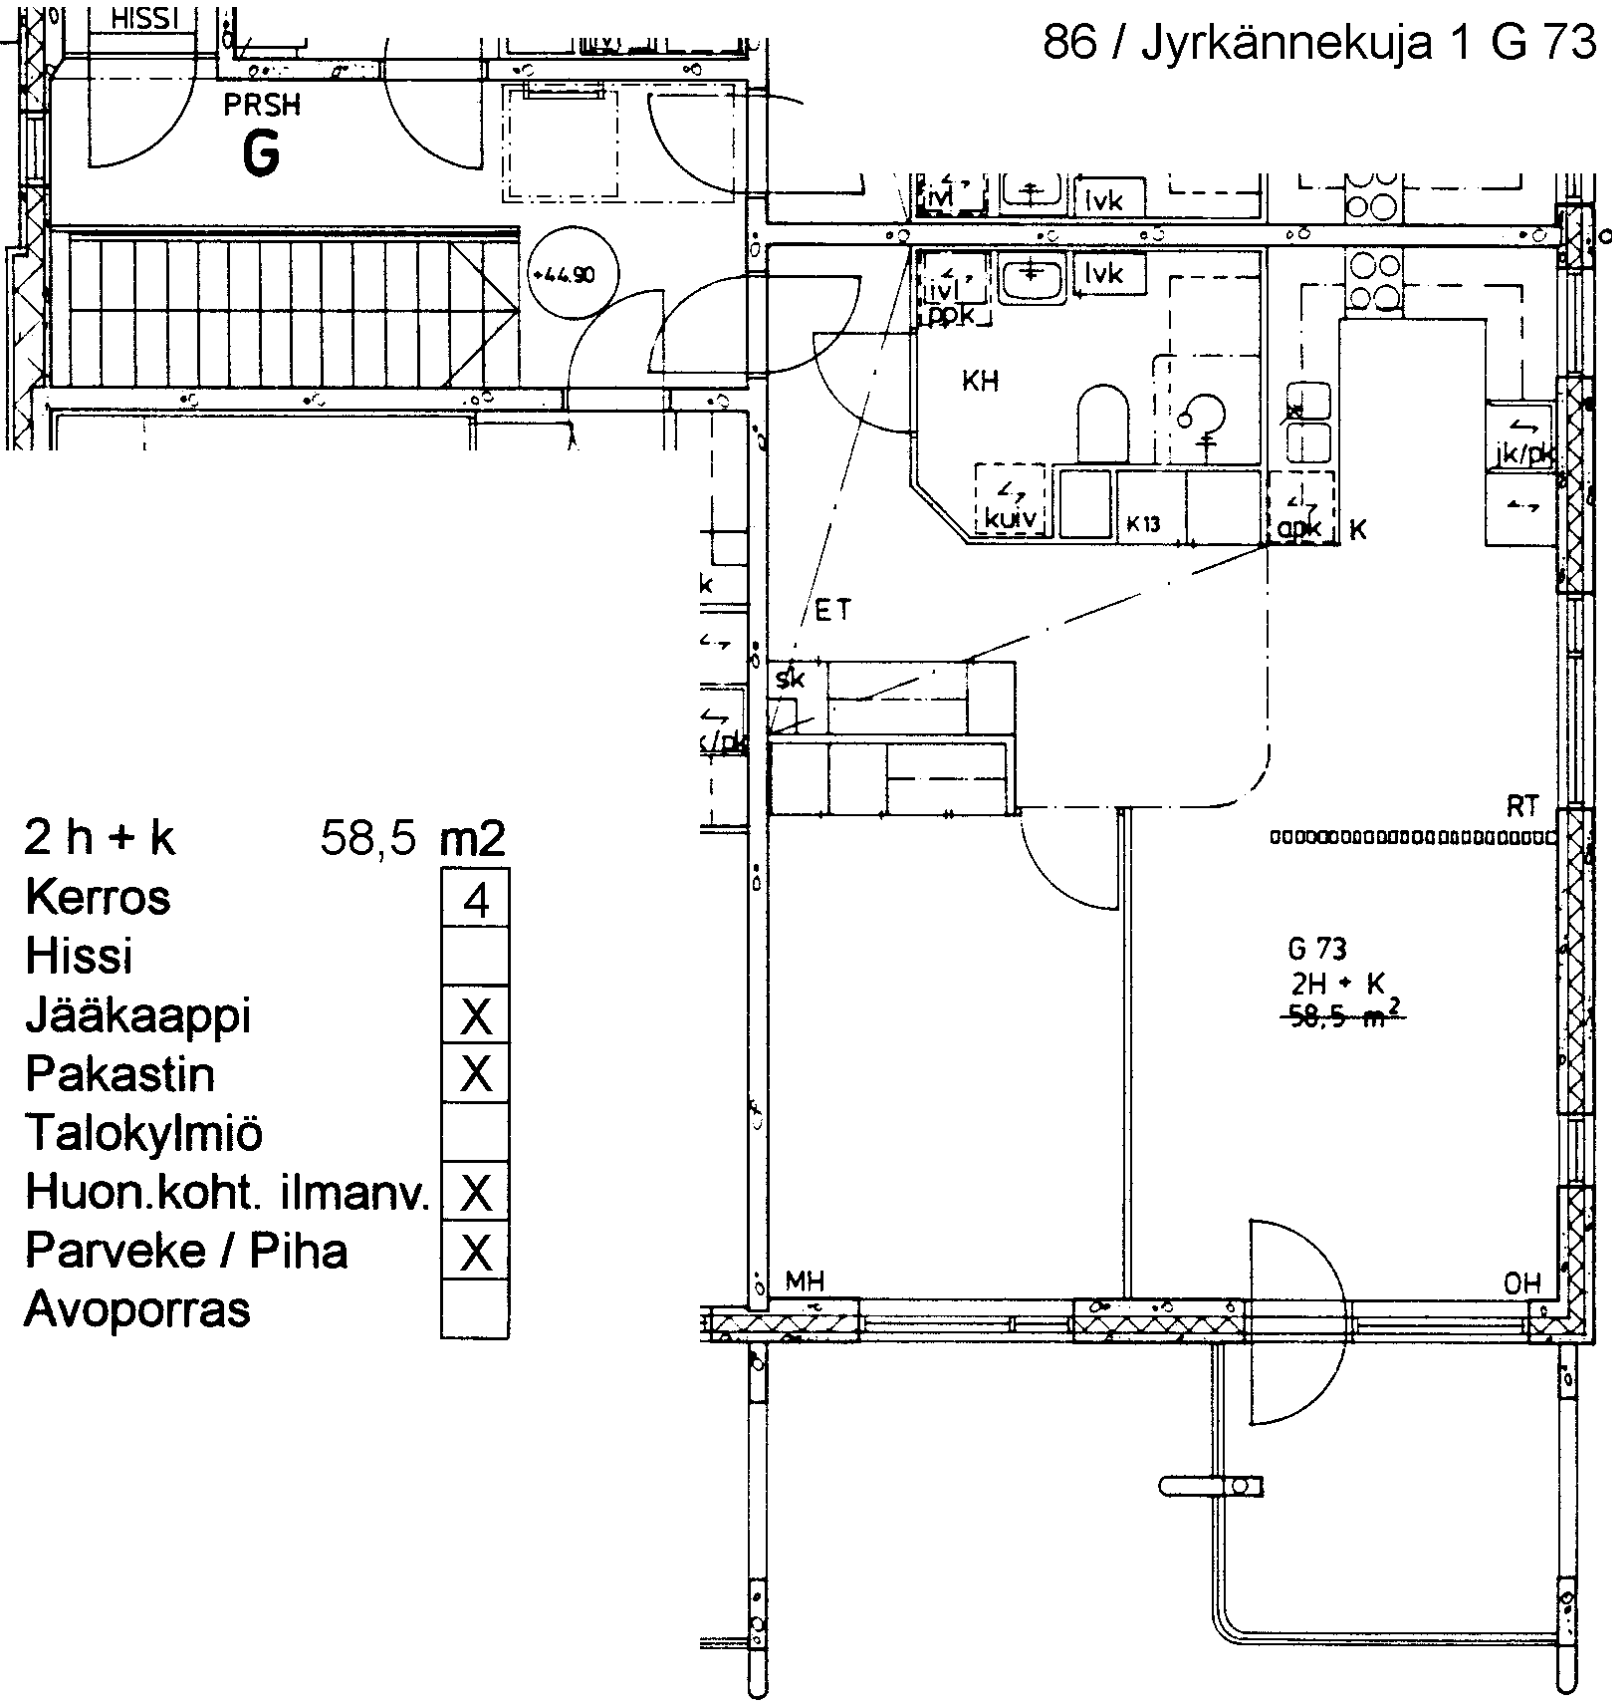 HISSI
86 / Jyrkännekuja 1 G 73
PRSH
G
ivl
lvk
+44.90
ivl
ppk
lvk
KH
jk/pk
kuiv
K13
apk
K
ET
sk
RT
2 h + k 58,5 m2
Kerros 4
Hissi
Jääkaappi X
Pakastin X
Talokylmiö
Huon.koht. ilmanv. X
Parveke / Piha X
Avoporras
G 73
2H + K
58,5 m²
MH
OH